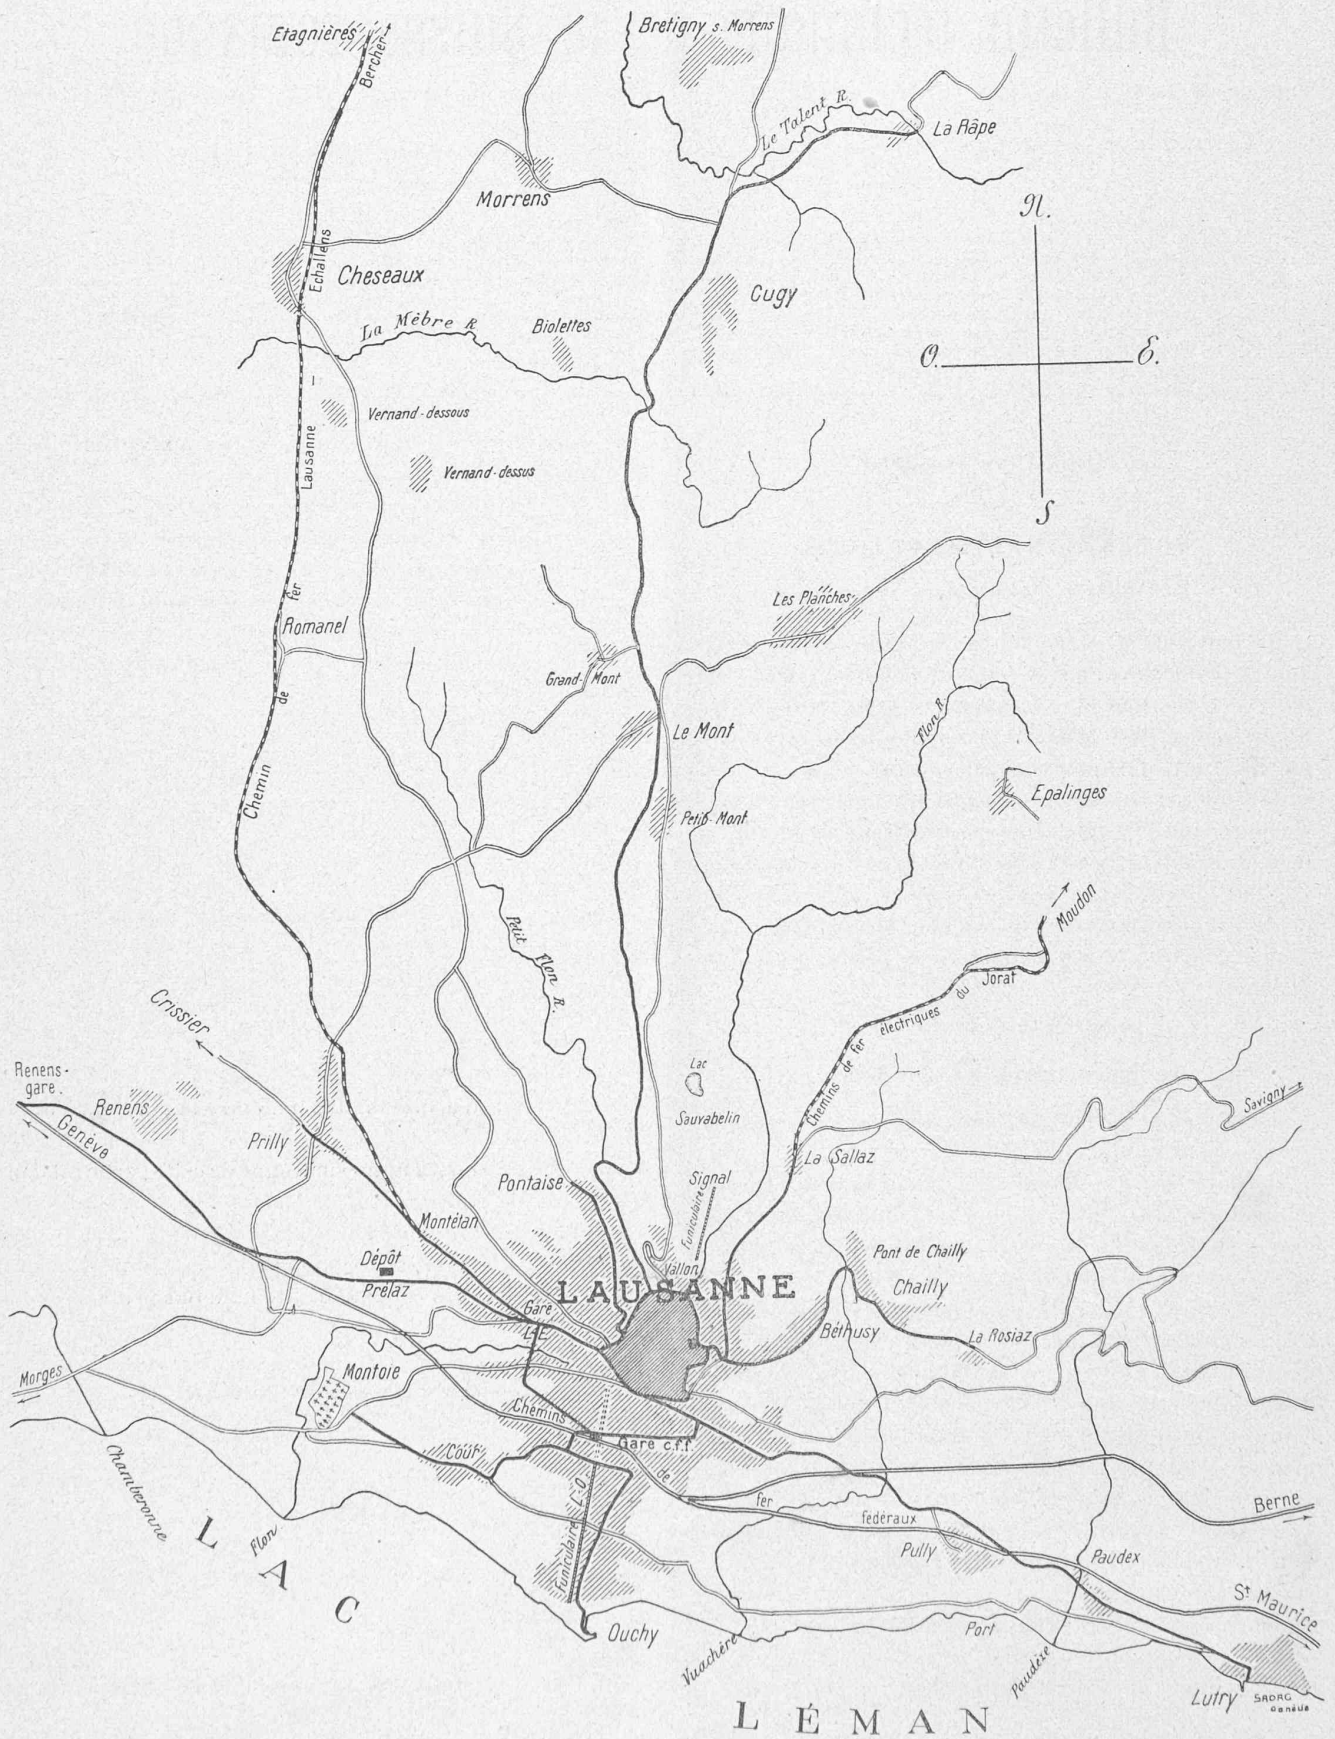 Etagnières
Bercher
Bretigny s. Morrens
Le Talent R.
La Râpe
Morrens
N.
Echallens
Cheseaux
Cugy
La Mèbre R
Biolettes
O.
E.
Vernand-dessous
Lausanne -
Vernand-dessus
S
fer
Les Planches
Romanel
Grand-Mont
de
Flon R.
Le Mont
Chemin
Epalinges
Petit-Mont
Moudon
Petit Flon R.
du Jorat
Crissier
électriques
Chemins de fer
Renens-
gare.
Lac
Renens
Genève
Sauvabelin
Savigny
Prilly
La Sallaz
Pontaise
Signal
Funiculaire
Montétan
Pont de Chailly
Dépôt
Vallon
Prélaz
LAUSANNE
Chailly
Gare
L-E.
Béthusy
La Rosiaz
Morges
Montoie
Chemins
Gare c.f.f.
Cour
de
Chamberonne
Funiculaire L-O
fer
Berne
fédéraux
Flon
Pully
Paudex
St Maurice
LAC
Ouchy
Port
Vuachère
Paudèze
Lutry
SADAG
Genève
LÉMAN